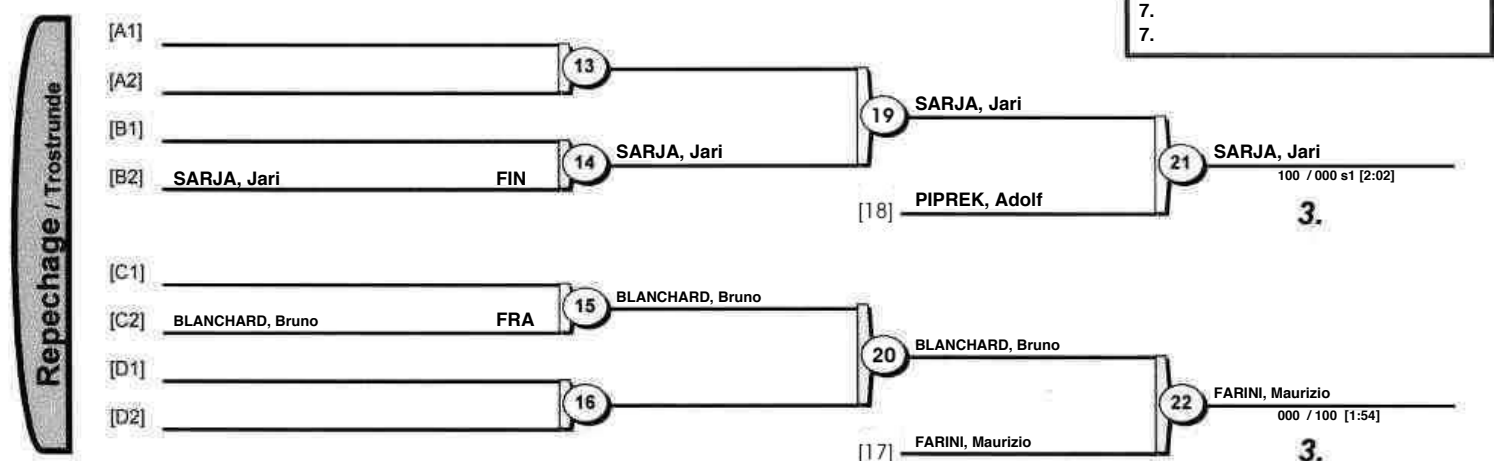 7.
7.
Repechage / Trostrunde
[A1]
[A2]
13
[B1]
[B2] SARJA, Jari FIN
14
SARJA, Jari
19
SARJA, Jari
[18] PIPREK, Adolf
21
SARJA, Jari
100 / 000 s1 [2:02]
3.
[C1]
[C2] BLANCHARD, Bruno FRA
15
BLANCHARD, Bruno
[D1]
[D2]
16
20
BLANCHARD, Bruno
[17] FARINI, Maurizio
22
FARINI, Maurizio
000 / 100 [1:54]
3.